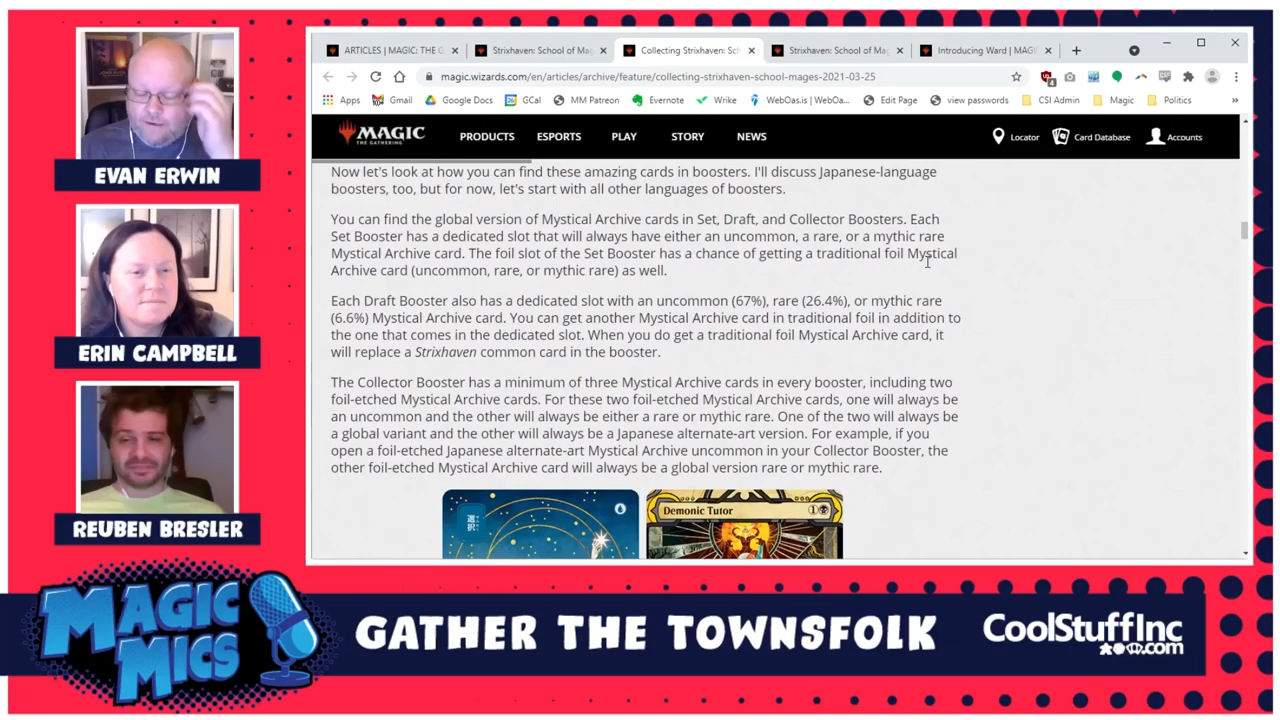 ARTICLES | MAGIC: THE G
Strixhaven: School of Mag
Collecting Strixhaven: Sch
Strixhaven: School of Mag
Introducing Ward | MAGI
magic.wizards.com/en/articles/archive/feature/collecting-strixhaven-school-mages-2021-03-25
Apps
Gmail
Google Docs
GCal
MM Patreon
Evernote
Wrike
WebOas.is | WebOa...
Edit Page
view passwords
CSI Admin
Magic
Politics
MAGIC
THE GATHERING
PRODUCTS
ESPORTS
PLAY
STORY
NEWS
Locator
Card Database
Accounts
Now let's look at how you can find these amazing cards in boosters. I'll discuss Japanese-language
boosters, too, but for now, let's start with all other languages of boosters.
You can find the global version of Mystical Archive cards in Set, Draft, and Collector Boosters. Each
Set Booster has a dedicated slot that will always have either an uncommon, a rare, or a mythic rare
Mystical Archive card. The foil slot of the Set Booster has a chance of getting a traditional foil Mystical
Archive card (uncommon, rare, or mythic rare) as well.
Each Draft Booster also has a dedicated slot with an uncommon (67%), rare (26.4%), or mythic rare
(6.6%) Mystical Archive card. You can get another Mystical Archive card in traditional foil in addition to
the one that comes in the dedicated slot. When you do get a traditional foil Mystical Archive card, it
will replace a Strixhaven common card in the booster.
The Collector Booster has a minimum of three Mystical Archive cards in every booster, including two
foil-etched Mystical Archive cards. For these two foil-etched Mystical Archive cards, one will always be
an uncommon and the other will always be either a rare or mythic rare. One of the two will always be
a global variant and the other will always be a Japanese alternate-art version. For example, if you
open a foil-etched Japanese alternate-art Mystical Archive uncommon in your Collector Booster, the
other foil-etched Mystical Archive card will always be a global version rare or mythic rare.
選択
Demonic Tutor
1
EVAN ERWIN
ERIN CAMPBELL
REUBEN BRESLER
MAGIC
MICS
GATHER THE TOWNSFOLK
CoolStuffInc
.com